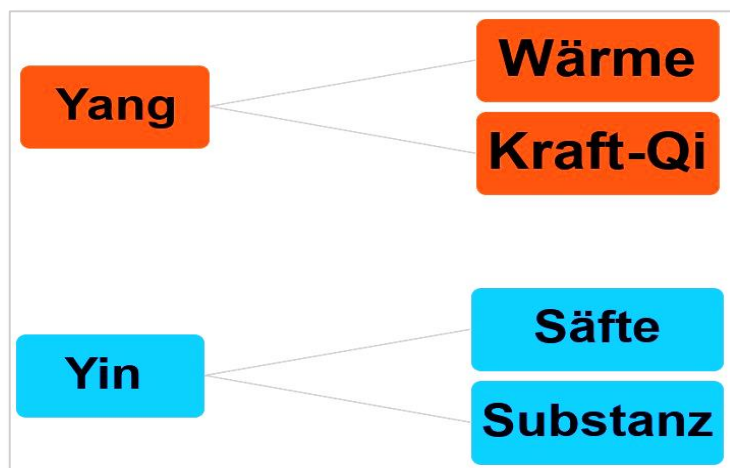 Yang
Wärme
Kraft-Qi
Yin
Säfte
Substanz